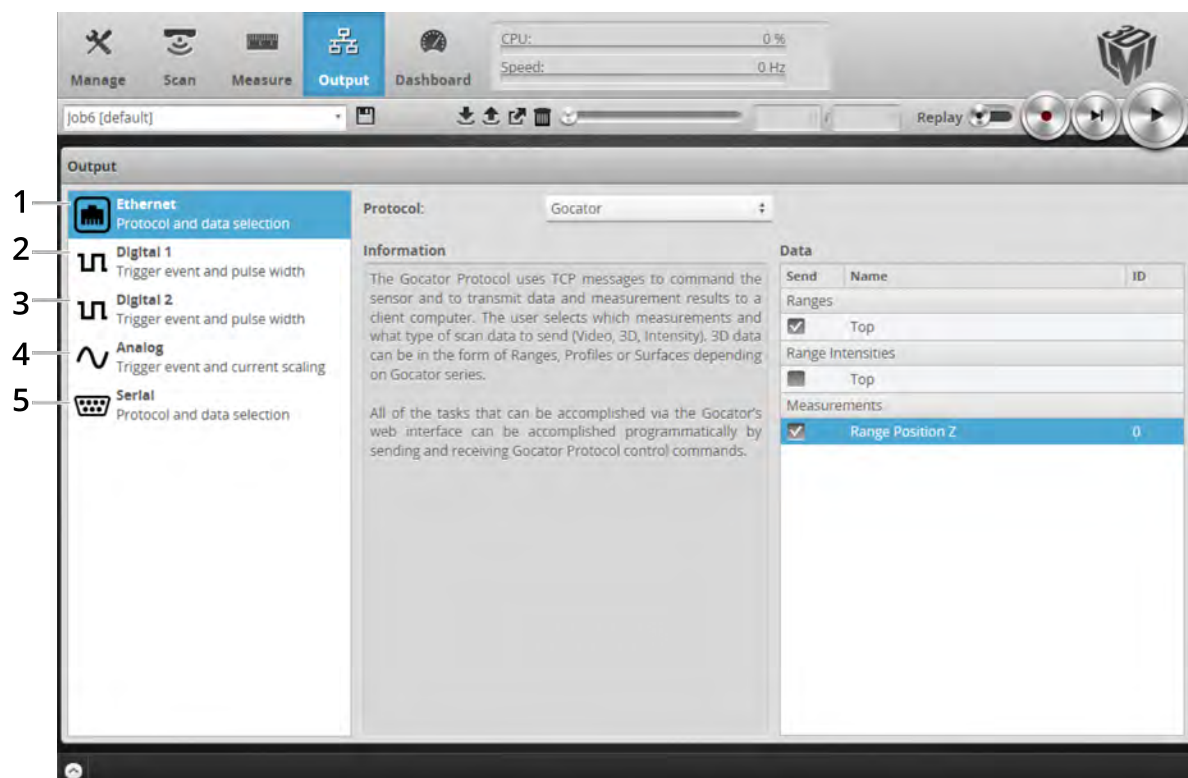 Manage Scan Measure Output Dashboard
CPU: 0 %
Speed: 0 Hz
Job6 [default]
Replay
Output
1
Ethernet
Protocol and data selection
2
Digital 1
Trigger event and pulse width
3
Digital 2
Trigger event and pulse width
4
Analog
Trigger event and current scaling
5
Serial
Protocol and data selection
Protocol: Gocator
Information
The Gocator Protocol uses TCP messages to command the
sensor and to transmit data and measurement results to a
client computer. The user selects which measurements and
what type of scan data to send (Video, 3D, Intensity). 3D data
can be in the form of Ranges, Profiles or Surfaces depending
on Gocator series.
All of the tasks that can be accomplished via the Gocator's
web interface can be accomplished programmatically by
sending and receiving Gocator Protocol control commands.
Data
Send Name ID
Ranges
Top
Range Intensities
Top
Measurements
Range Position Z 0